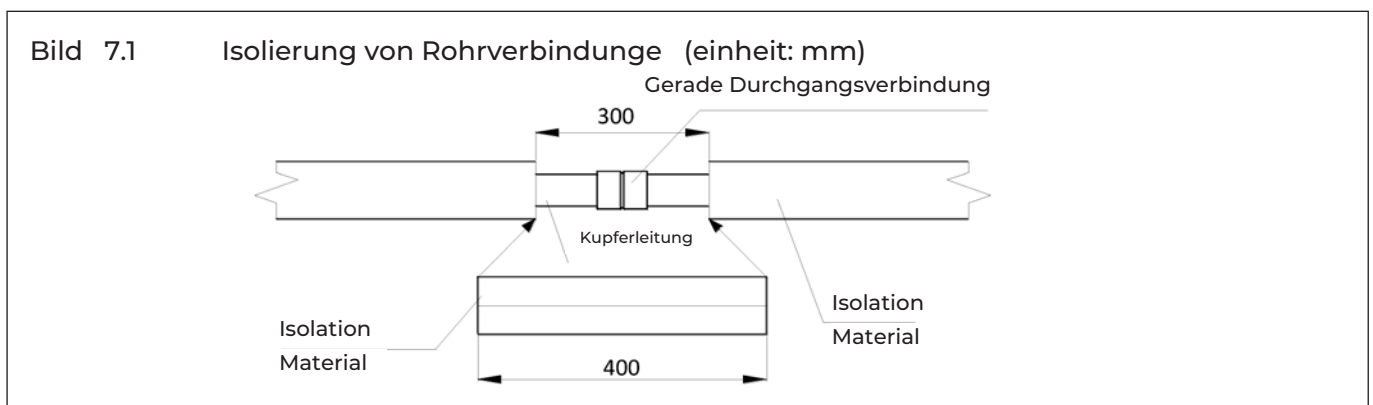 Bild 7.1 Isolierung von Rohrverbindunge (einheit: mm)
Gerade Durchgangsverbindung
300
Kupferleitung
Isolation
Material
Isolation
Material
400